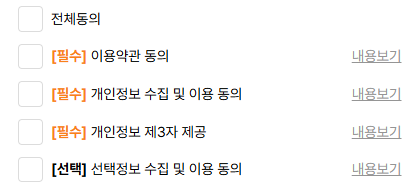 전체동의
[필수] 이용약관 동의 내용보기
[필수] 개인정보 수집 및 이용 동의 내용보기
[필수] 개인정보 제3자 제공 내용보기
[선택] 선택정보 수집 및 이용 동의 내용보기